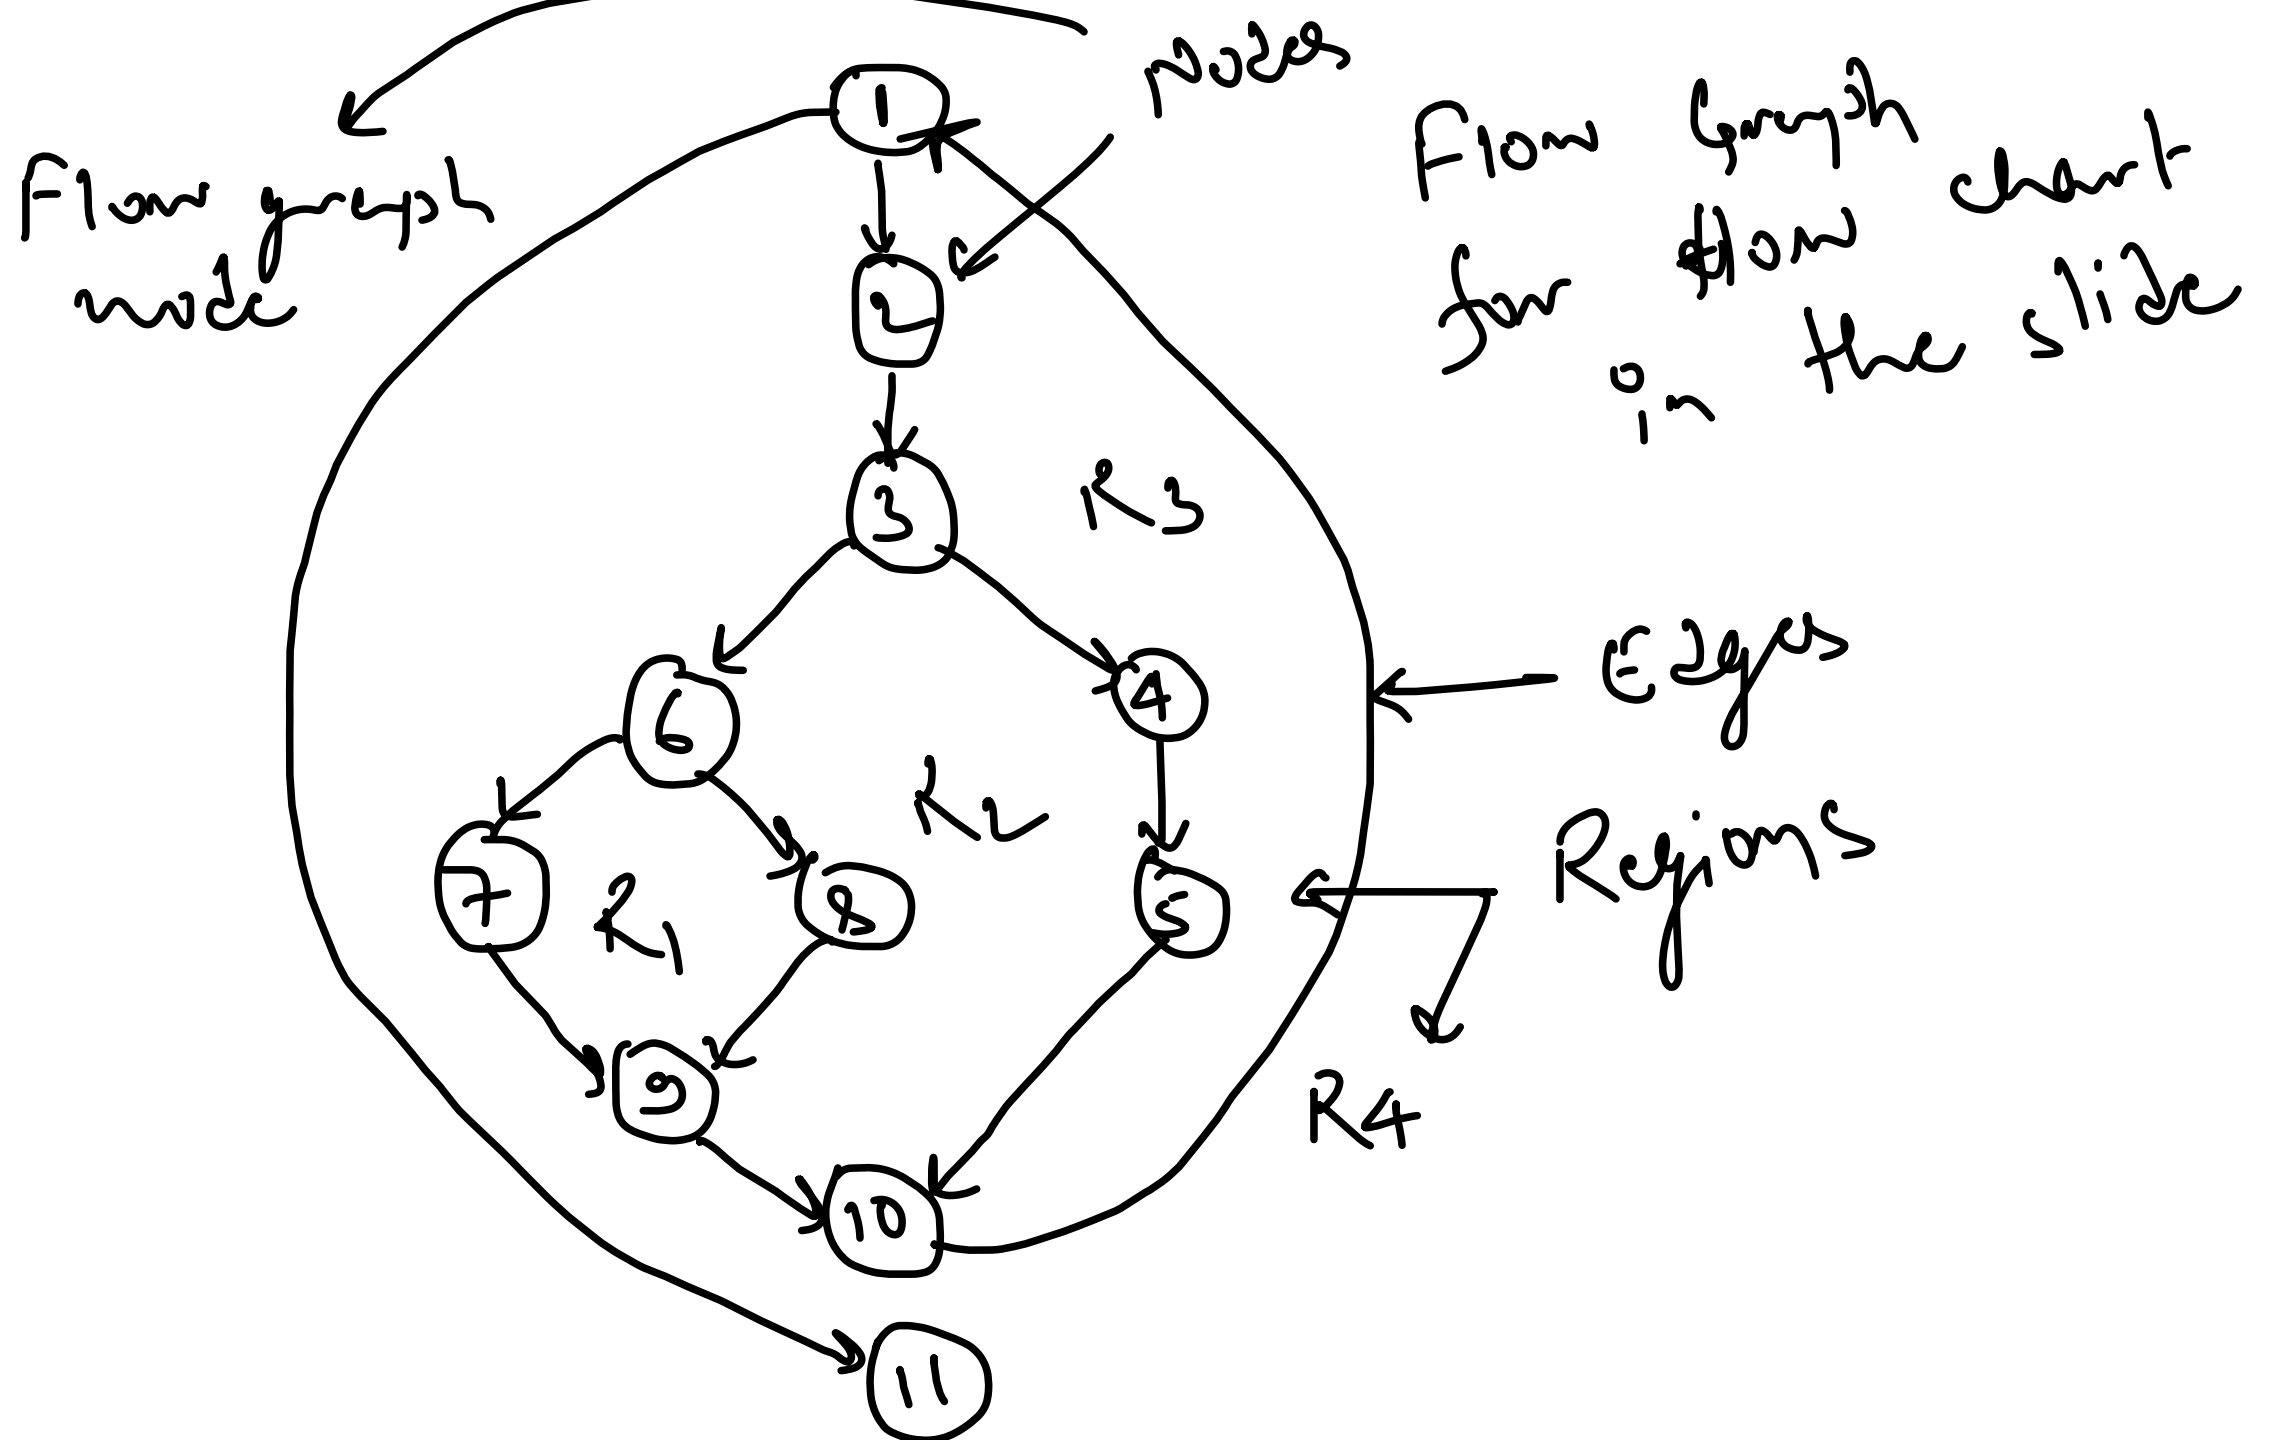 Nodes
Flow graph
node
Flow Graph
for flow chart
in the slide
1
2
3
R3
6
4
Edges
R2
7
R1
8
5
Regions
9
R4
10
11